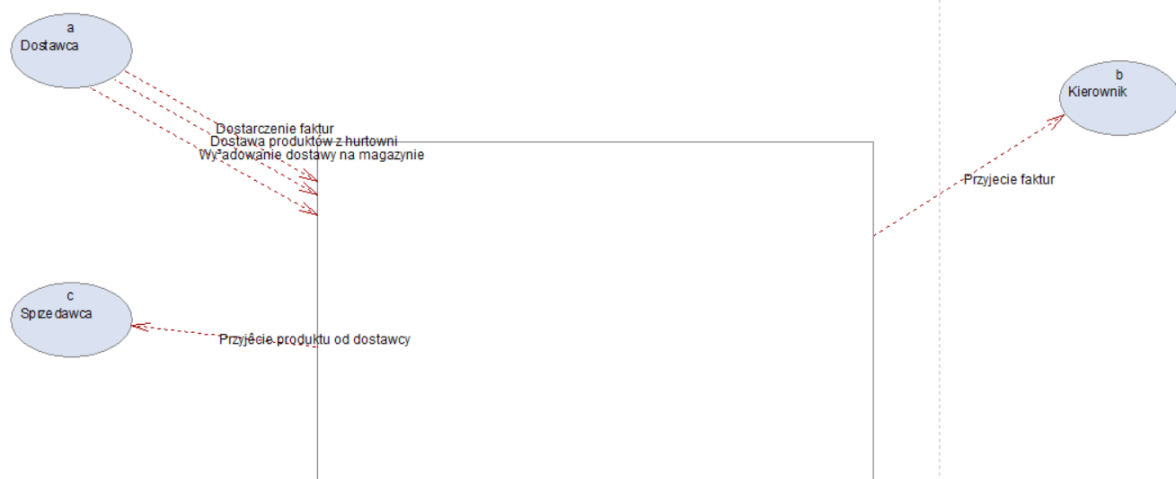 a
Dostawca
b
Kierownik
Dostarczenie faktur
Dostawa produktów z hurtowni
Wy³adowanie dostawy na magazynie
Przyjecie faktur
c
Sprzedawca
Przyjêcie produktu od dostawcy